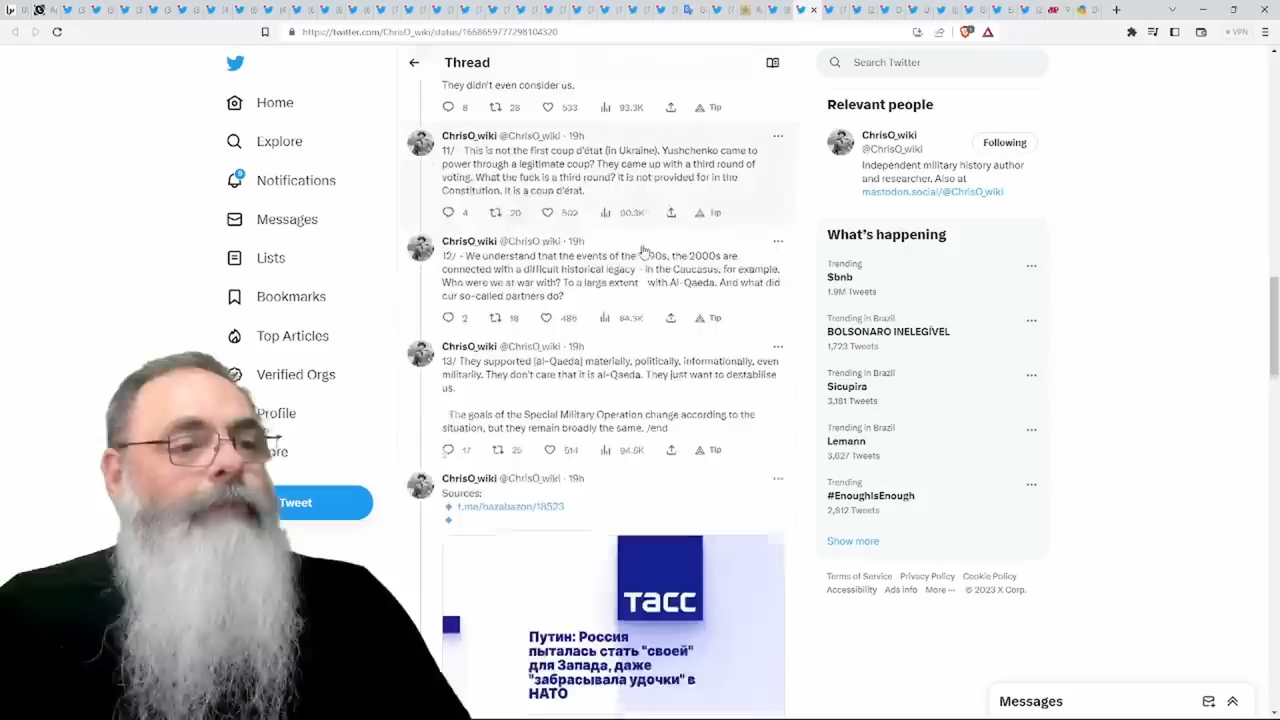 https://twitter.com/ChrisO_wiki/status/1668659777298104320
VPN
Home
Explore
Notifications
Messages
Lists
Bookmarks
Top Articles
Verified Orgs
Profile
Tweet
Thread
They didn't even consider us.
8 28 533 93.3K Tip
ChrisO_wiki @ChrisO_wiki · 19h
11/ This is not the first coup d'état (in Ukraine). Yushchenko came to
power through a legitimate coup? They came up with a third round of
voting. What the fuck is a third round? It is not provided for in the
Constitution. It is a coup d'état.
4 20 502 90.3K Tip
ChrisO_wiki @ChrisO_wiki · 19h
12/ - We understand that the events of the 90s, the 2000s are
connected with a difficult historical legacy - in the Caucasus, for example.
Who were we at war with? To a large extent with Al-Qaeda. And what did
our so-called partners do?
2 18 486 84.3K Tip
ChrisO_wiki @ChrisO_wiki · 19h
13/ They supported [al-Qaeda] materially, politically, informationally, even
militarily. They don't care that it is al-Qaeda. They just want to destabilise
us.
The goals of the Special Military Operation change according to the
situation, but they remain broadly the same. /end
17 25 514 94.6K Tip
ChrisO_wiki @ChrisO_wiki · 19h
Sources:
t.me/bazabazon/18523
ТАСС
Путин: Россия
пыталась стать "своей"
для Запада, даже
"забрасывала удочки" в
НАТО
Search Twitter
Relevant people
ChrisO_wiki
@ChrisO_wiki
Following
Independent military history author
and researcher. Also at
mastodon.social/@ChrisO_wiki
What's happening
Trending
$bnb
1.9M Tweets
Trending in Brazil
BOLSONARO INELEGÍVEL
1,723 Tweets
Trending in Brazil
Sicupira
3,181 Tweets
Trending in Brazil
Lemann
3,627 Tweets
Trending
#EnoughIsEnough
2,812 Tweets
Show more
Terms of Service Privacy Policy Cookie Policy
Accessibility Ads info More ··· © 2023 X Corp.
Messages